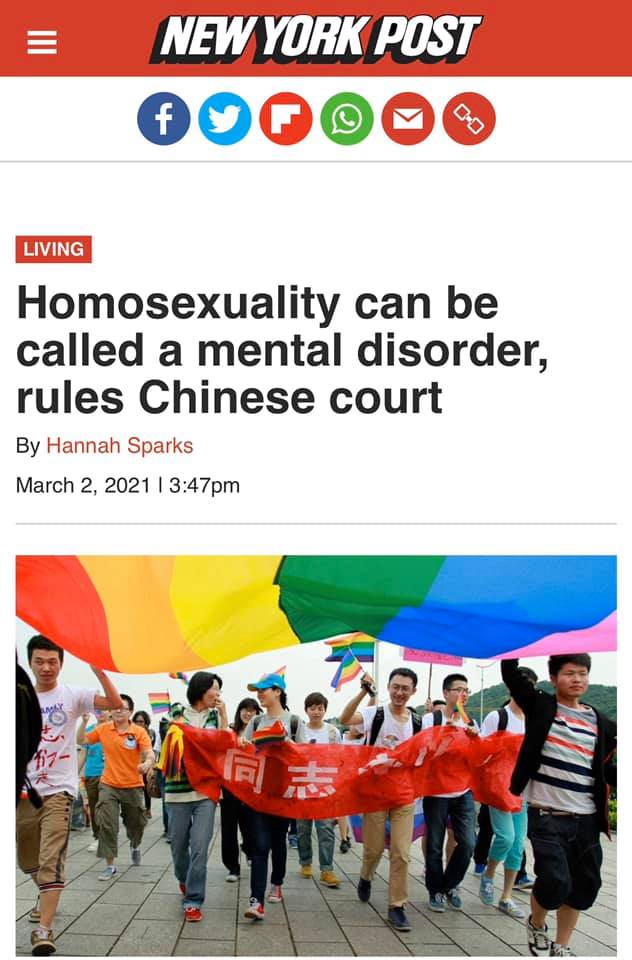 NEW YORK POST
LIVING
Homosexuality can be
called a mental disorder,
rules Chinese court
By Hannah Sparks
March 2, 2021 | 3:47pm
同志